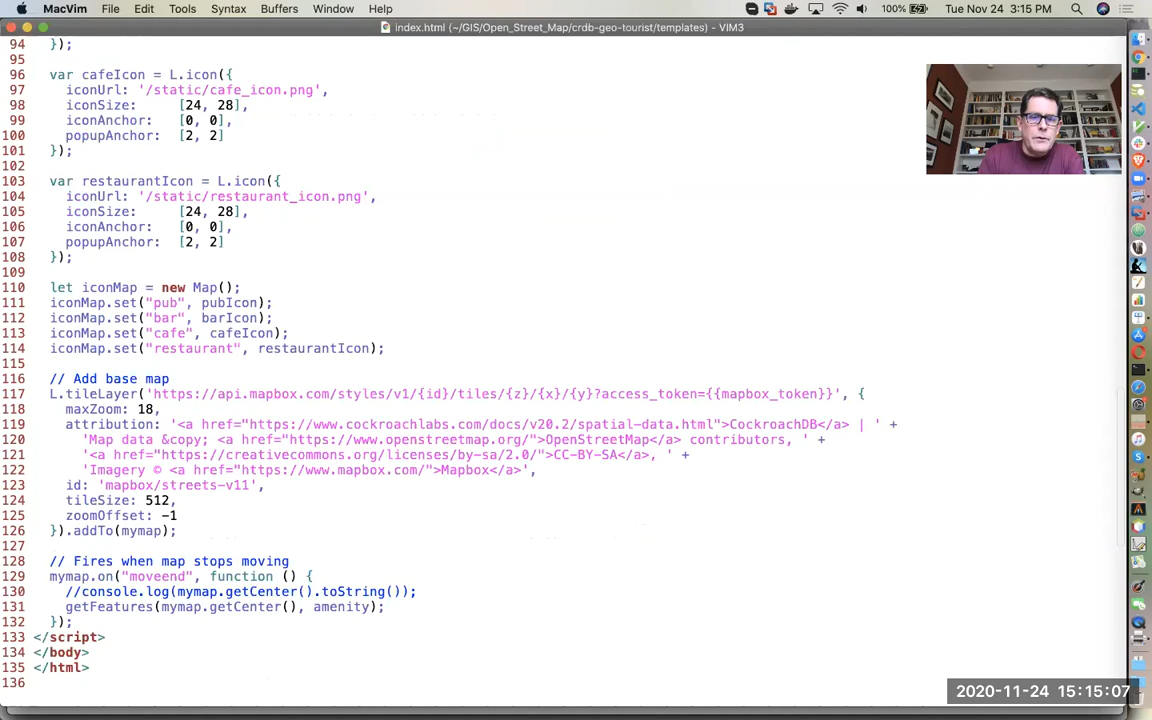 MacVim File Edit Tools Syntax Buffers Window Help 100% Tue Nov 24 3:15 PM
index.html (~/GIS/Open_Street_Map/crdb-geo-tourist/templates) - VIM3
94 });
95
96 var cafeIcon = L.icon({
97 iconUrl: '/static/cafe_icon.png',
98 iconSize: [24, 28],
99 iconAnchor: [0, 0],
100 popupAnchor: [2, 2]
101 });
102
103 var restaurantIcon = L.icon({
104 iconUrl: '/static/restaurant_icon.png',
105 iconSize: [24, 28],
106 iconAnchor: [0, 0],
107 popupAnchor: [2, 2]
108 });
109
110 let iconMap = new Map();
111 iconMap.set("pub", pubIcon);
112 iconMap.set("bar", barIcon);
113 iconMap.set("cafe", cafeIcon);
114 iconMap.set("restaurant", restaurantIcon);
115
116 // Add base map
117 L.tileLayer('https://api.mapbox.com/styles/v1/{id}/tiles/{z}/{x}/{y}?access_token={{mapbox_token}}', {
118 maxZoom: 18,
119 attribution: '<a href="https://www.cockroachlabs.com/docs/v20.2/spatial-data.html">CockroachDB</a> | ' +
120 'Map data &copy; <a href="https://www.openstreetmap.org/">OpenStreetMap</a> contributors, ' +
121 '<a href="https://creativecommons.org/licenses/by-sa/2.0/">CC-BY-SA</a>, ' +
122 'Imagery © <a href="https://www.mapbox.com/">Mapbox</a>',
123 id: 'mapbox/streets-v11',
124 tileSize: 512,
125 zoomOffset: -1
126 }).addTo(mymap);
127
128 // Fires when map stops moving
129 mymap.on("moveend", function () {
130 //console.log(mymap.getCenter().toString());
131 getFeatures(mymap.getCenter(), amenity);
132 });
133 </script>
134 </body>
135 </html>
136
2020-11-24 15:15:07